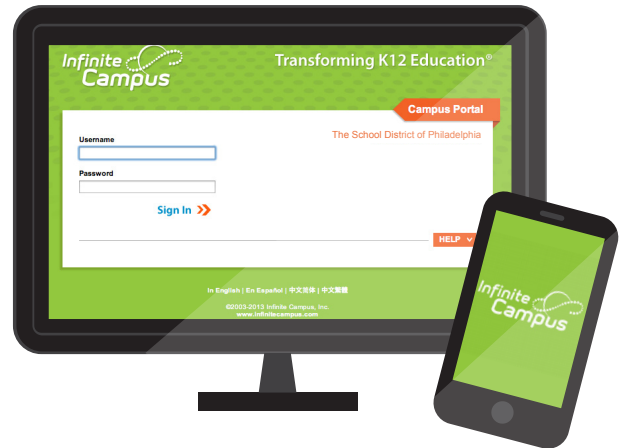 Infinite
Campus
Transforming K12 Education®
Campus Portal
The School District of Philadelphia
Username
Password
Sign In
HELP
In English | En Español | 中文简体 | 中文繁體
©2003-2013 Infinite Campus, Inc.
www.infinitecampus.com
Infinite
Campus